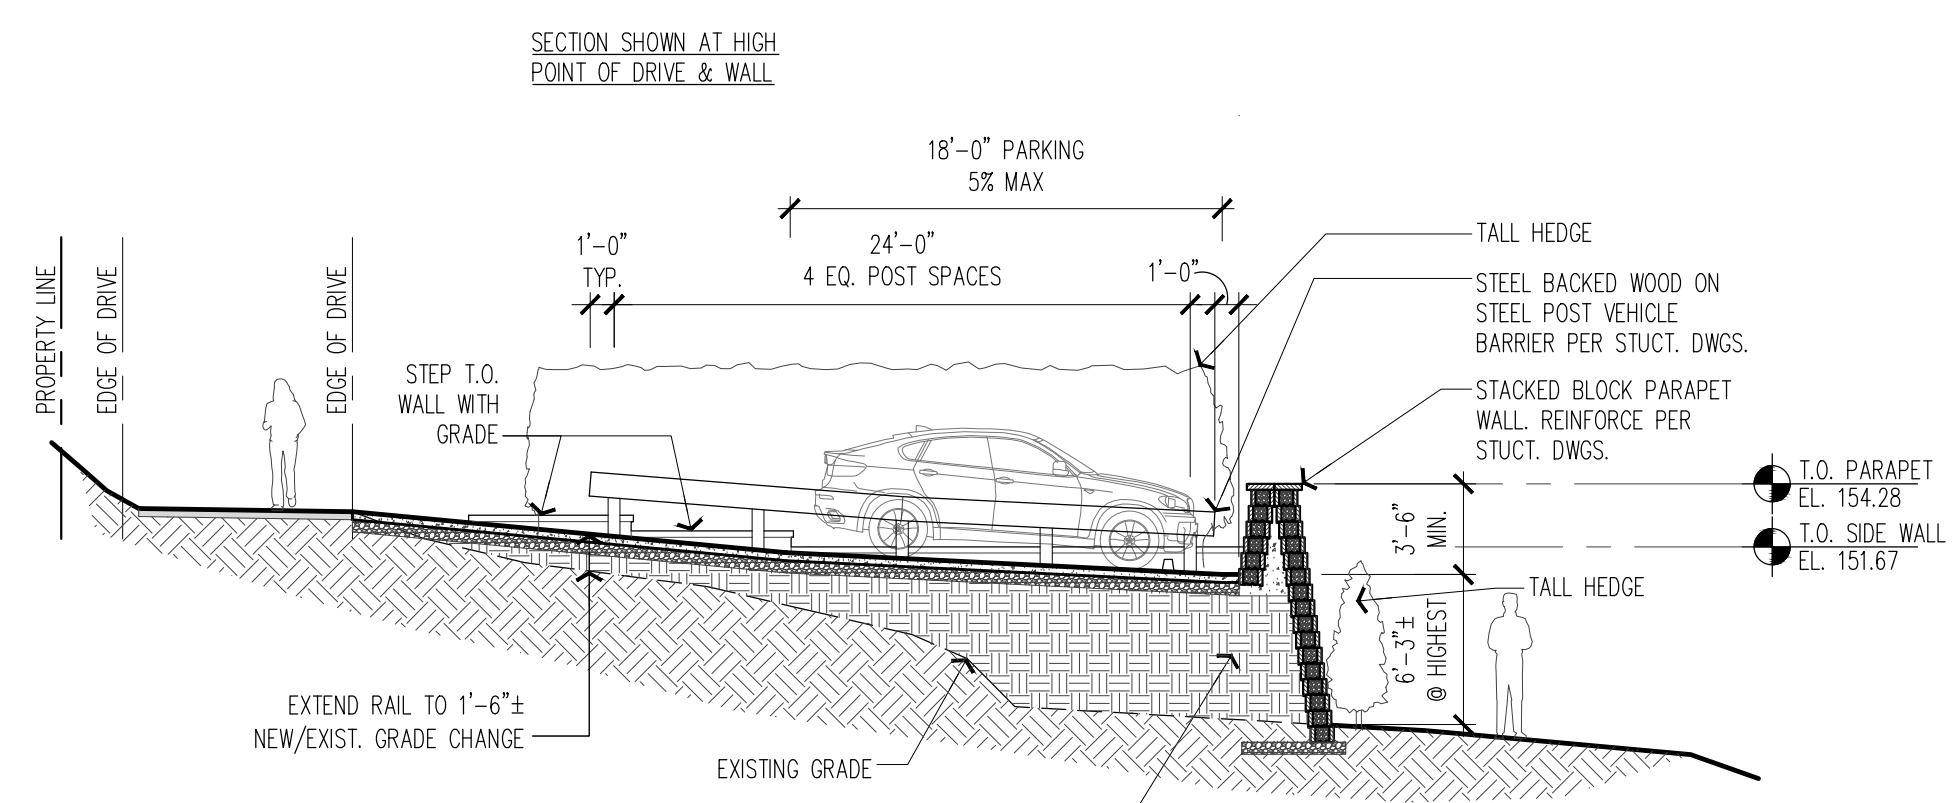 SECTION SHOWN AT HIGH
POINT OF DRIVE & WALL
18'-0" PARKING
5% MAX
1'-0"
TYP.
24'-0"
4 EQ. POST SPACES
1'-0"
TALL HEDGE
STEEL BACKED WOOD ON
STEEL POST VEHICLE
BARRIER PER STUCT. DWGS.
PROPERTY LINE
EDGE OF DRIVE
EDGE OF DRIVE
STEP T.O.
WALL WITH
GRADE
STACKED BLOCK PARAPET
WALL. REINFORCE PER
STUCT. DWGS.
T.O. PARAPET
EL. 154.28
3'-6"
MIN.
T.O. SIDE WALL
EL. 151.67
TALL HEDGE
6'-3"±
@ HIGHEST
EXTEND RAIL TO 1'-6"±
NEW/EXIST. GRADE CHANGE
EXISTING GRADE